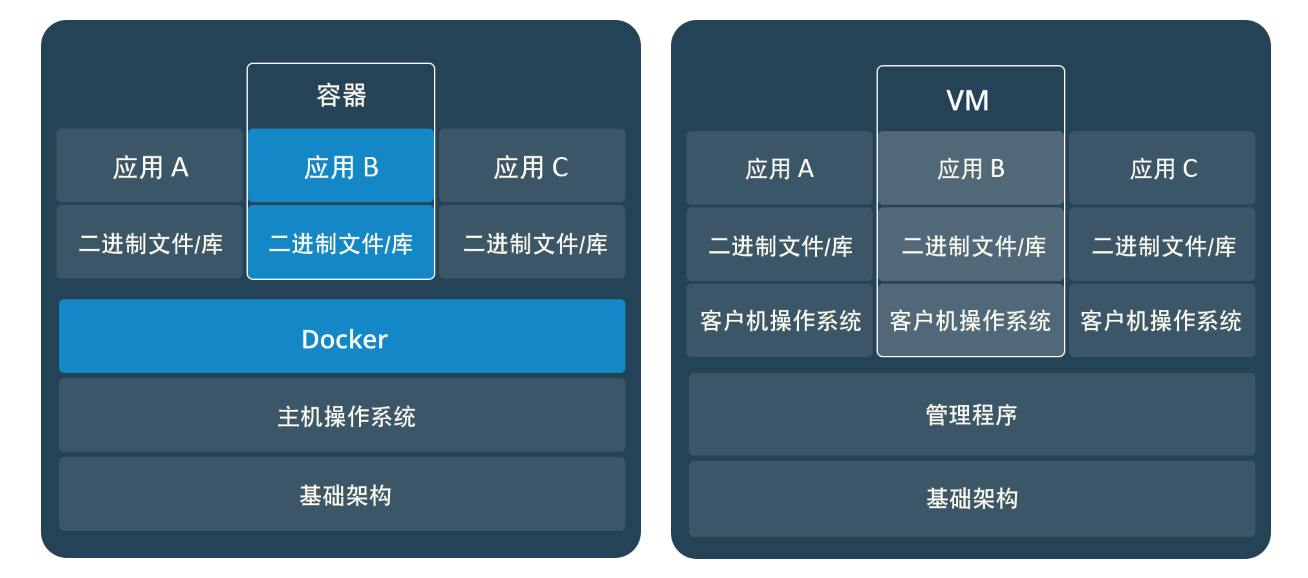 容器
应用 A
应用 B
应用 C
二进制文件/库
二进制文件/库
二进制文件/库
Docker
主机操作系统
基础架构
VM
应用 A
应用 B
应用 C
二进制文件/库
二进制文件/库
二进制文件/库
客户机操作系统
客户机操作系统
客户机操作系统
管理程序
基础架构